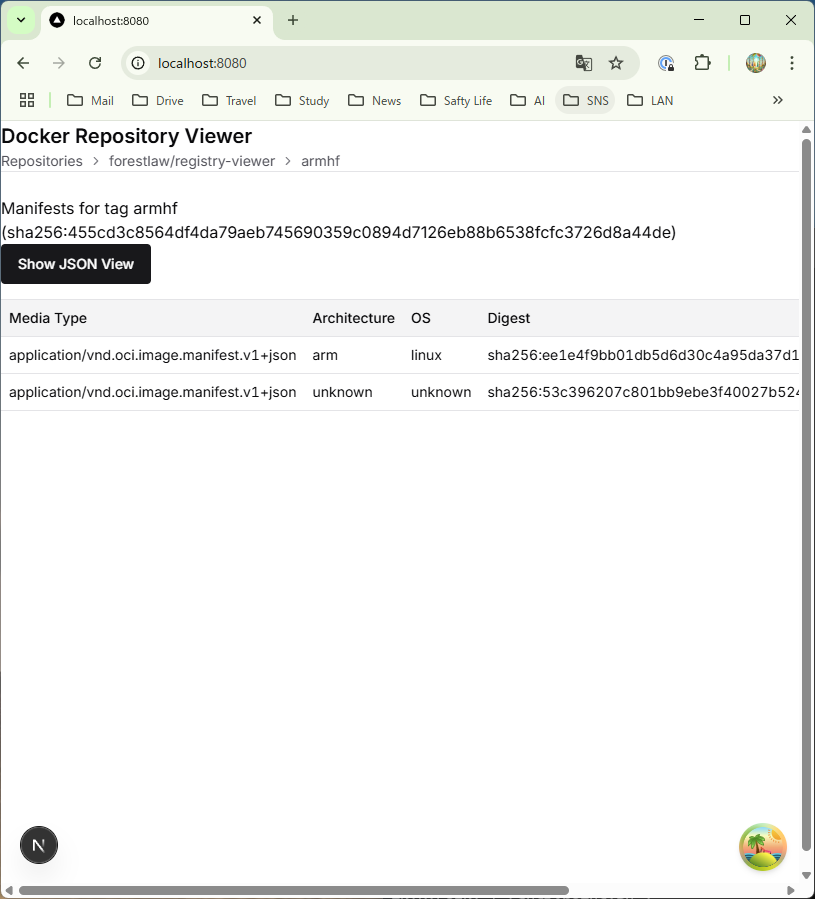 localhost:8080
localhost:8080
Mail Drive Travel Study News Safty Life AI SNS LAN
Docker Repository Viewer
Repositories > forestlaw/registry-viewer > armhf
Manifests for tag armhf
(sha256:455cd3c8564df4da79aeb745690359c0894d7126eb88b6538fcfc3726d8a44de)
Show JSON View
Media Type Architecture OS Digest
application/vnd.oci.image.manifest.v1+json arm linux sha256:ee1e4f9bb01db5d6d30c4a95da37d1
application/vnd.oci.image.manifest.v1+json unknown unknown sha256:53c396207c801bb9ebe3f40027b524
N